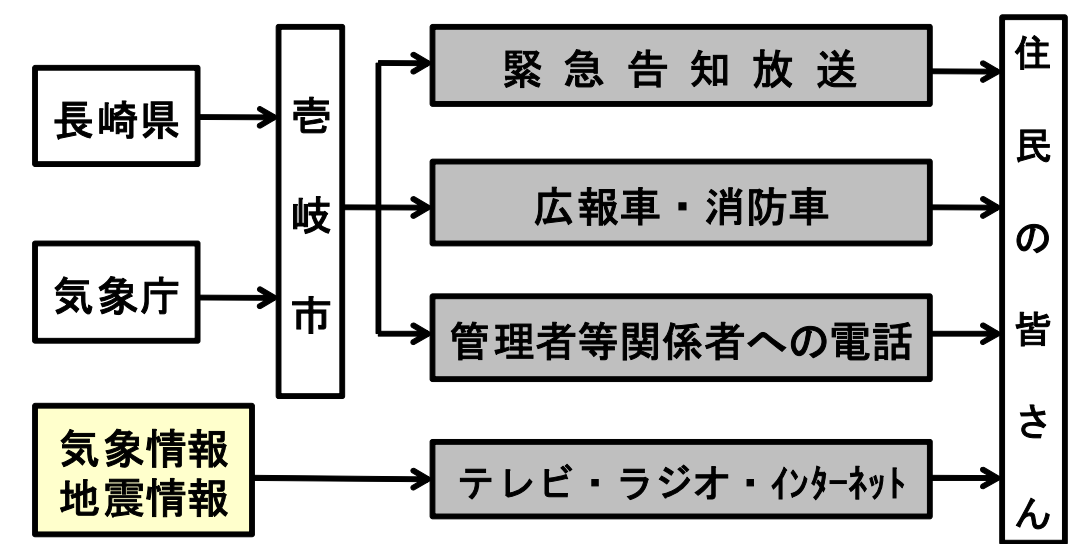 長崎県
気象庁
気象情報
地震情報
壱岐市
緊急告知放送
広報車・消防車
管理者等関係者への電話
テレビ・ラジオ・インターネット
住民の皆さん